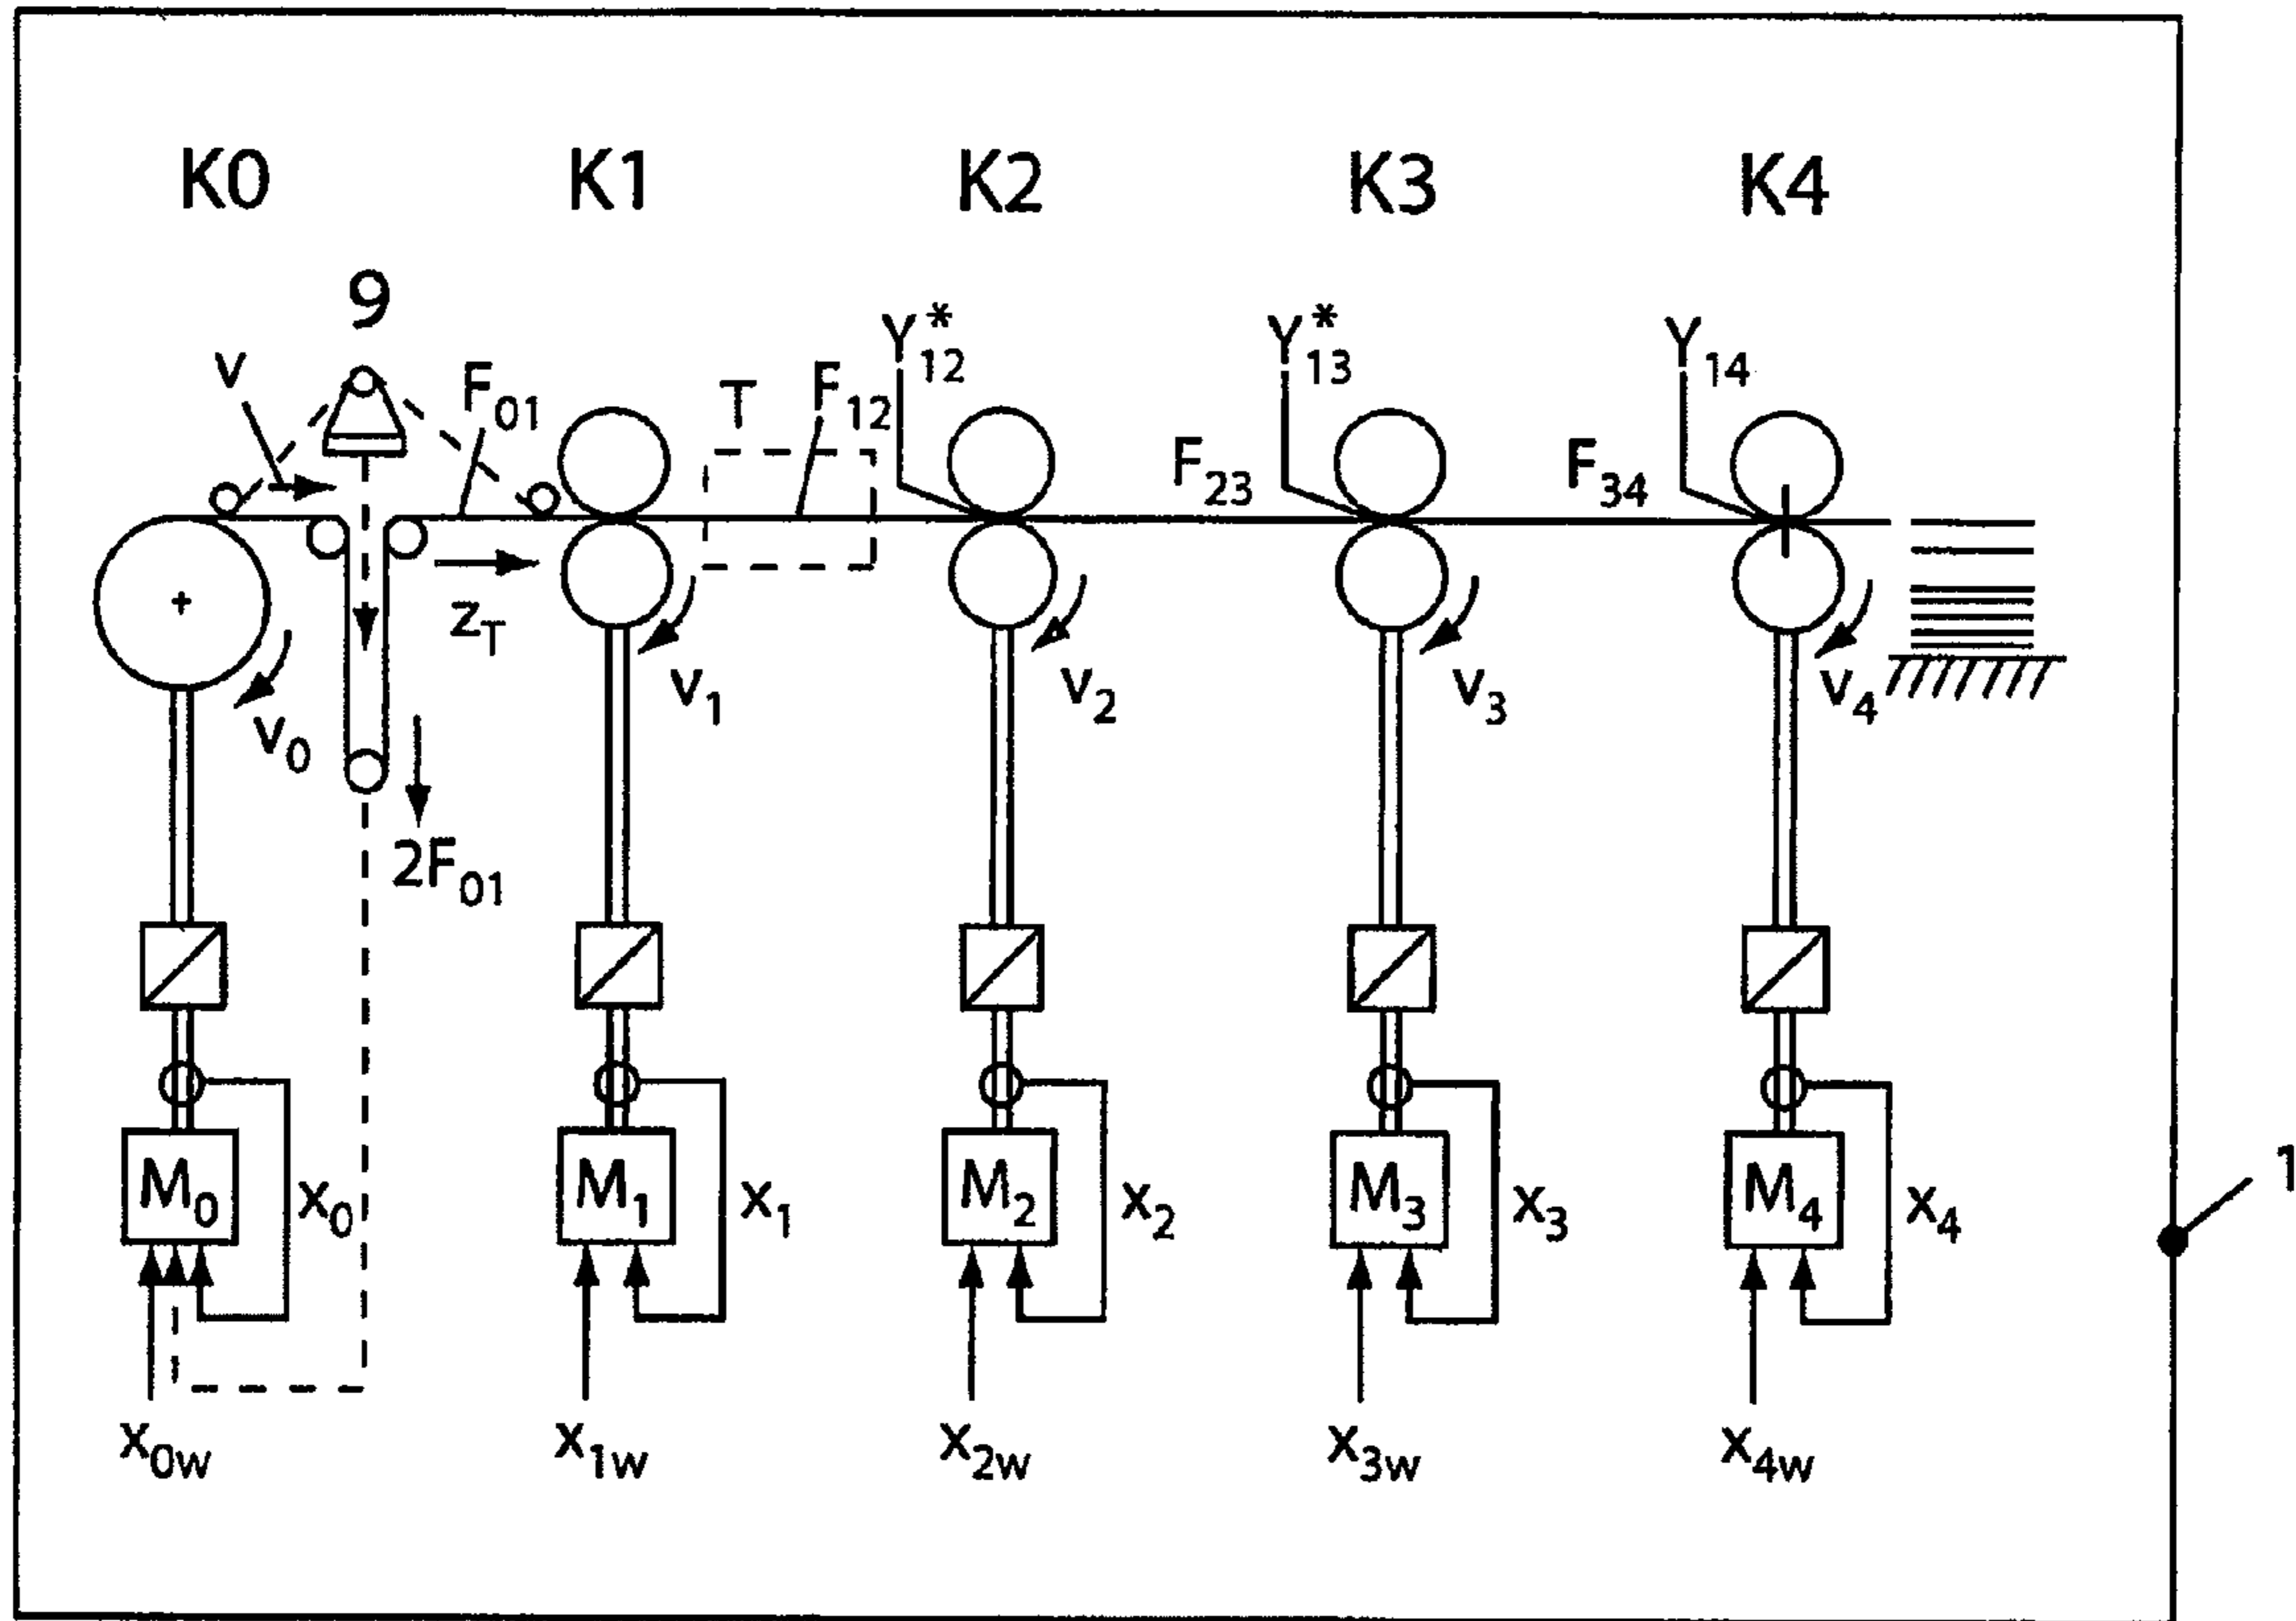 K0 K1 K2 K3 K4
9
v F01 T F12 Y*12 F23 Y*13 F34 Y14
zT
v0 v1 v2 v3 v4
2F01
M0 x0 M1 x1 M2 x2 M3 x3 M4 x4
1
x0w x1w x2w x3w x4w